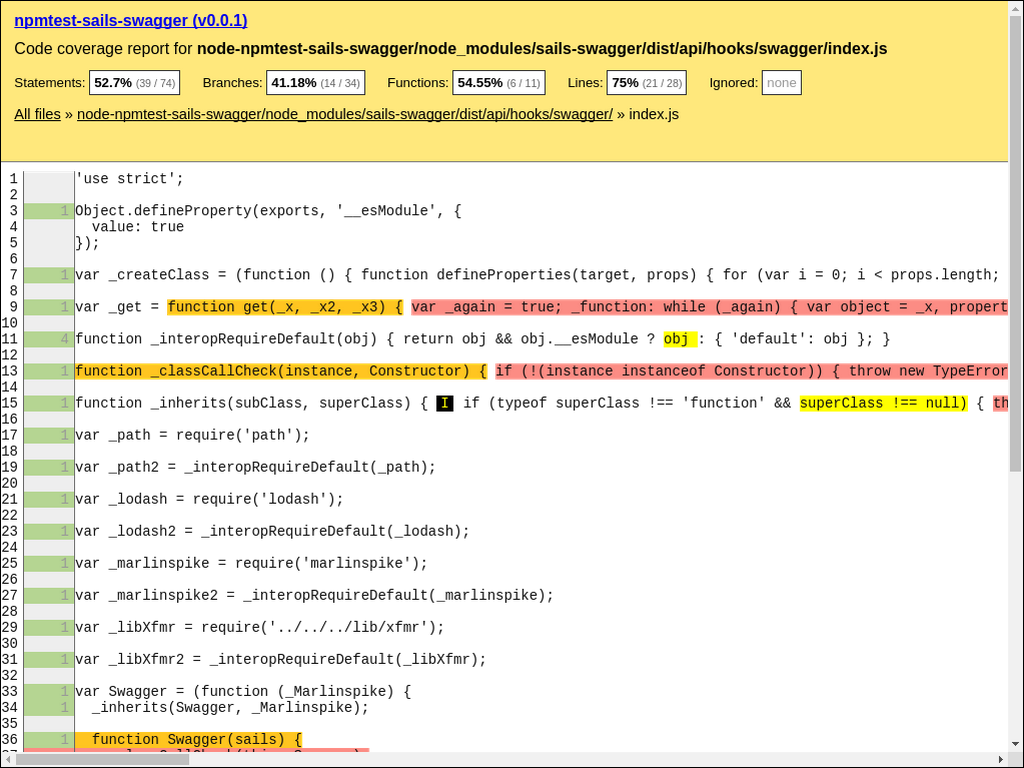 npmtest-sails-swagger (v0.0.1)
Code coverage report for node-npmtest-sails-swagger/node_modules/sails-swagger/dist/api/hooks/swagger/index.js
Statements: 52.7% (39 / 74) Branches: 41.18% (14 / 34) Functions: 54.55% (6 / 11) Lines: 75% (21 / 28) Ignored: none
All files » node-npmtest-sails-swagger/node_modules/sails-swagger/dist/api/hooks/swagger/ » index.js
1 'use strict';
2
3 1 Object.defineProperty(exports, '__esModule', {
4 value: true
5 });
6
7 1 var _createClass = (function () { function defineProperties(target, props) { for (var i = 0; i < props.length;
8
9 1 var _get = function get(_x, _x2, _x3) { var _again = true; _function: while (_again) { var object = _x, propert
10
11 4 function _interopRequireDefault(obj) { return obj && obj.__esModule ? obj : { 'default': obj }; }
12
13 1 function _classCallCheck(instance, Constructor) { if (!(instance instanceof Constructor)) { throw new TypeError
14
15 1 function _inherits(subClass, superClass) { I if (typeof superClass !== 'function' && superClass !== null) { th
16
17 1 var _path = require('path');
18
19 1 var _path2 = _interopRequireDefault(_path);
20
21 1 var _lodash = require('lodash');
22
23 1 var _lodash2 = _interopRequireDefault(_lodash);
24
25 1 var _marlinspike = require('marlinspike');
26
27 1 var _marlinspike2 = _interopRequireDefault(_marlinspike);
28
29 1 var _libXfmr = require('../../../lib/xfmr');
30
31 1 var _libXfmr2 = _interopRequireDefault(_libXfmr);
32
33 1 var Swagger = (function (_Marlinspike) {
34 1 _inherits(Swagger, _Marlinspike);
35
36 1 function Swagger(sails) {